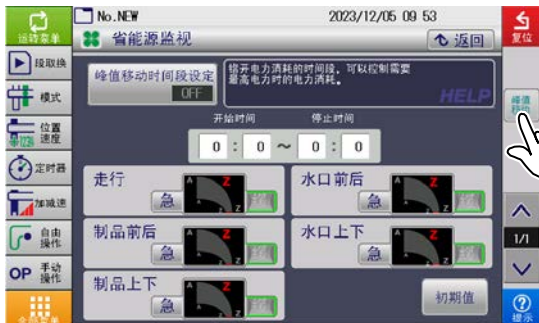 No.NEW
2023/12/05 09 53
运转菜单
省能源监视
返回
复位
段取换
峰值移动时间段设定
OFF
错开电力消耗的时间段，可以控制需要
最高电力时的电力消耗。
HELP
模式
峰值
移动
开始时间
停止时间
位置
速度
0 : 0 ～ 0 : 0
定时器
走行
急
水口前后
急
加减速
制品前后
急
水口上下
急
自由
操作
1/1
OP 手动
操作
制品上下
急
初期值
全部菜单
提示